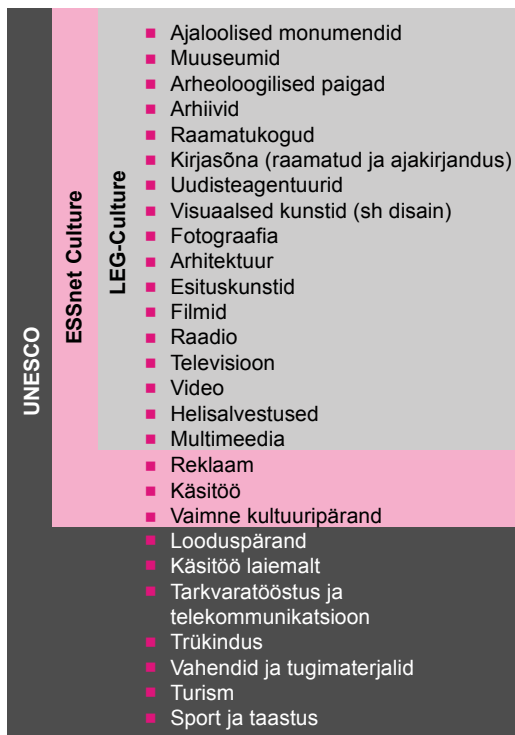 UNESCO
ESSnet Culture
LEG-Culture
Ajaloolised monumendid
Muuseumid
Arheoloogilised paigad
Arhiivid
Raamatukogud
Kirjasõna (raamatud ja ajakirjandus)
Uudisteagentuurid
Visuaalsed kunstid (sh disain)
Fotograafia
Arhitektuur
Esituskunstid
Filmid
Raadio
Televisioon
Video
Helisalvestused
Multimeedia
Reklaam
Käsitöö
Vaimne kultuuripärand
Looduspärand
Käsitöö laiemalt
Tarkvaratööstus ja
telekommunikatsioon
Trükindus
Vahendid ja tugimaterjalid
Turism
Sport ja taastus